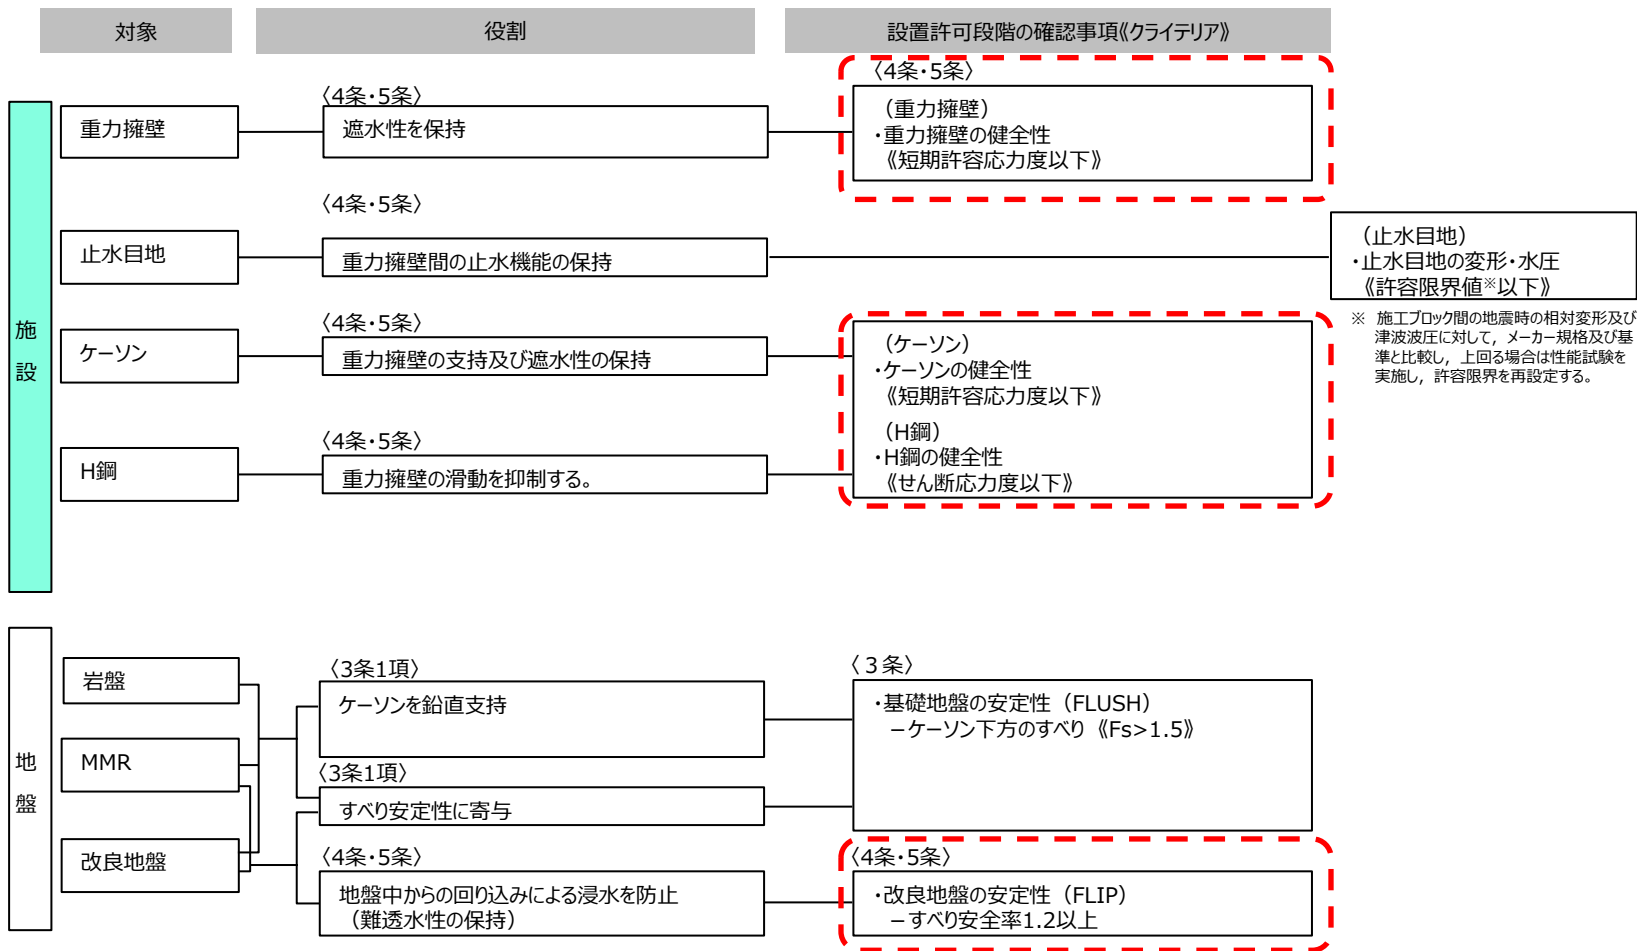 対象
役割
設置許可段階の確認事項《クライテリア》
施設
重力擁壁
〈4条・5条〉
遮水性を保持
〈4条・5条〉
（重力擁壁）
・重力擁壁の健全性
《短期許容応力度以下》
止水目地
〈4条・5条〉
重力擁壁間の止水機能の保持
（止水目地）
・止水目地の変形・水圧
《許容限界値※以下》
※ 施工ブロック間の地震時の相対変形及び
津波波圧に対して，メーカー規格及び基
準と比較し，上回る場合は性能試験を
実施し，許容限界を再設定する。
ケーソン
〈4条・5条〉
重力擁壁の支持及び遮水性の保持
（ケーソン）
・ケーソンの健全性
《短期許容応力度以下》
H鋼
〈4条・5条〉
重力擁壁の滑動を抑制する。
（H鋼）
・H鋼の健全性
《せん断応力度以下》
地盤
岩盤
MMR
改良地盤
〈3条1項〉
ケーソンを鉛直支持
〈3条1項〉
すべり安定性に寄与
〈３条〉
・基礎地盤の安定性（FLUSH）
－ケーソン下方のすべり《Fs>1.5》
〈4条・5条〉
地盤中からの回り込みによる浸水を防止
（難透水性の保持）
〈4条・5条〉
・改良地盤の安定性（FLIP）
－すべり安全率1.2以上